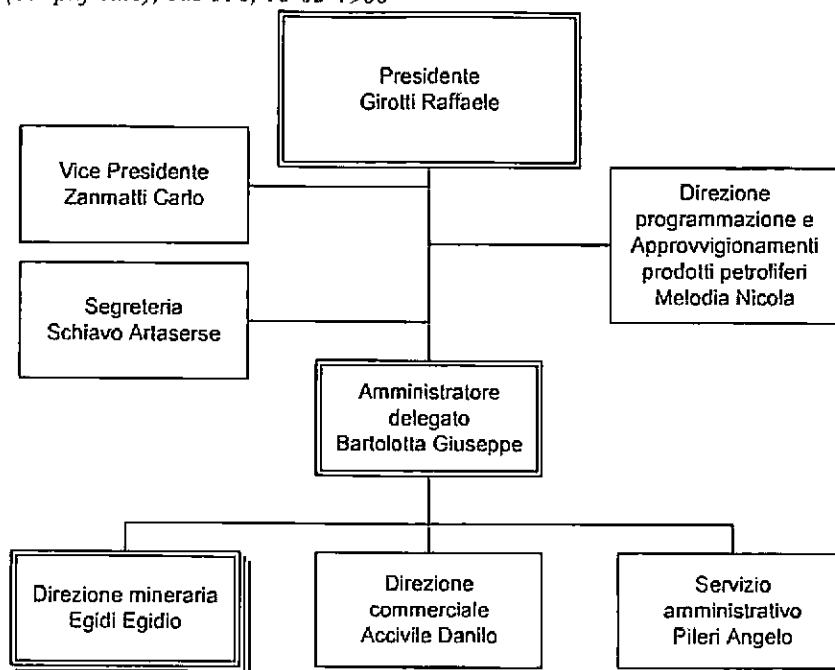 Presidente
Girotti Raffaele
Vice Presidente
Zanmatti Carlo
Direzione
programmazione e
Approvvigionamenti
prodotti petroliferi
Melodia Nicola
Segreteria
Schiavo Artaserse
Amministratore
delegato
Bartolotta Giuseppe
Direzione mineraria
Egidi Egidio
Direzione
commerciale
Accivile Danilo
Servizio
amministrativo
Pileri Angelo